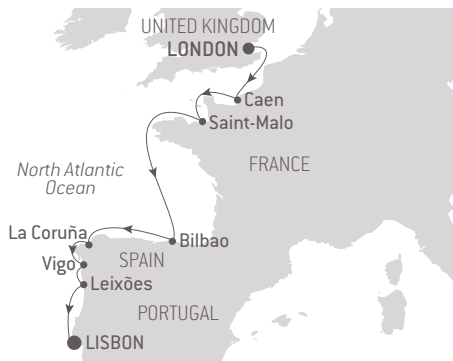 UNITED KINGDOM
LONDON
Caen
Saint-Malo
FRANCE
North Atlantic
Ocean
La Coruña
Bilbao
Vigo
SPAIN
Leixões
PORTUGAL
LISBON